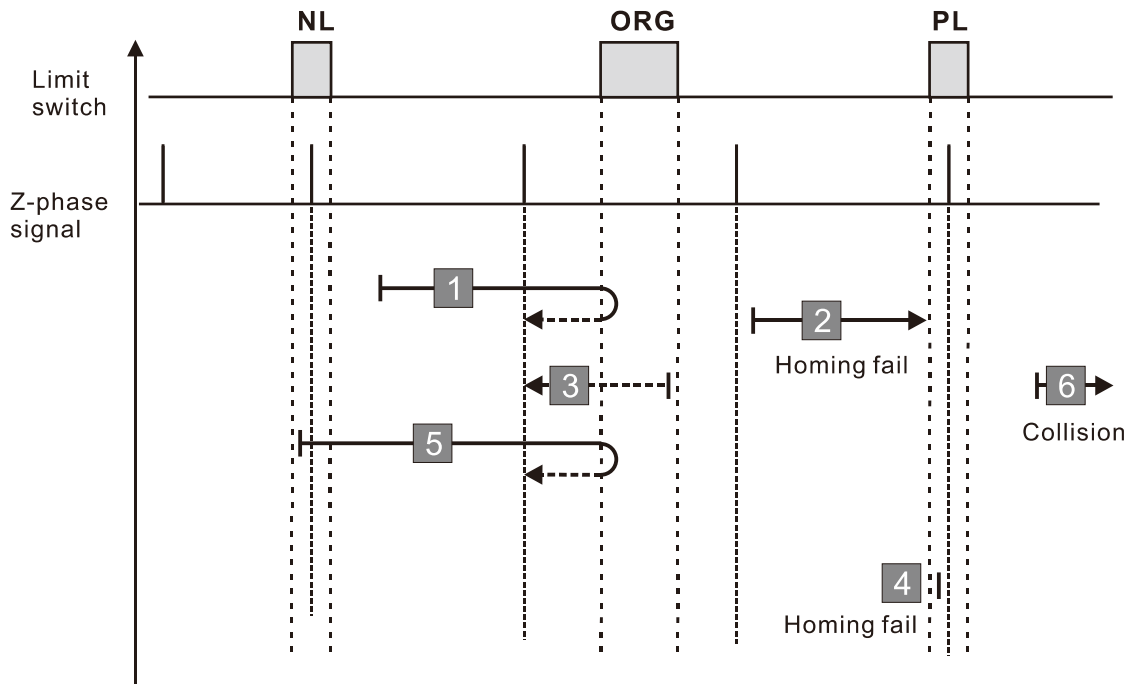 NL
ORG
PL
Limit
switch
Z-phase
signal
1
2
Homing fail
3
6
Collision
5
4
Homing fail